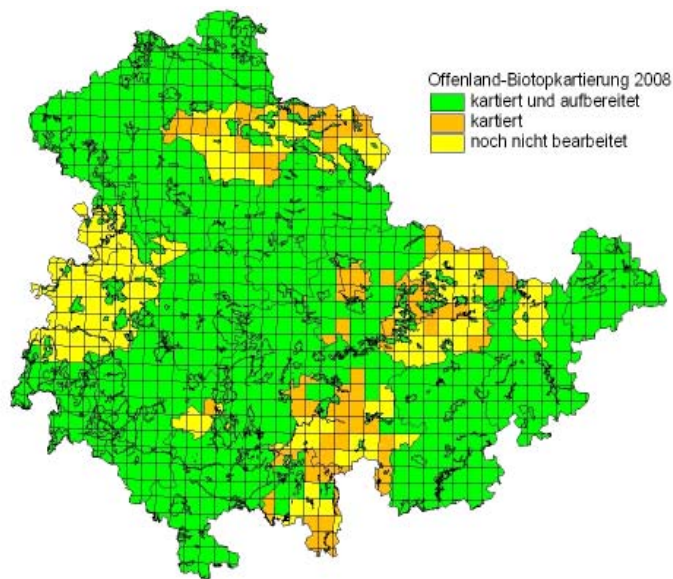 Offenland-Biotopkartierung 2008
kartiert und aufbereitet
kartiert
noch nicht bearbeitet